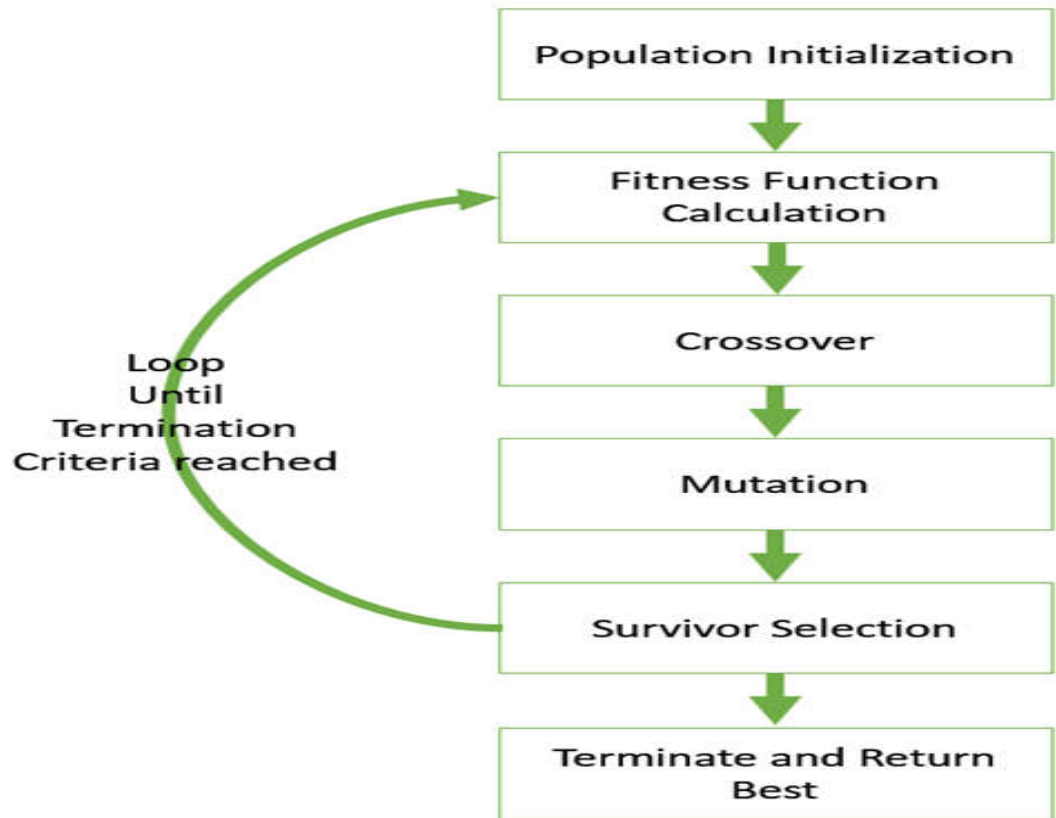 Population Initialization
Fitness Function
Calculation
Crossover
Loop
Until
Termination
Criteria reached
Mutation
Survivor Selection
Terminate and Return
Best